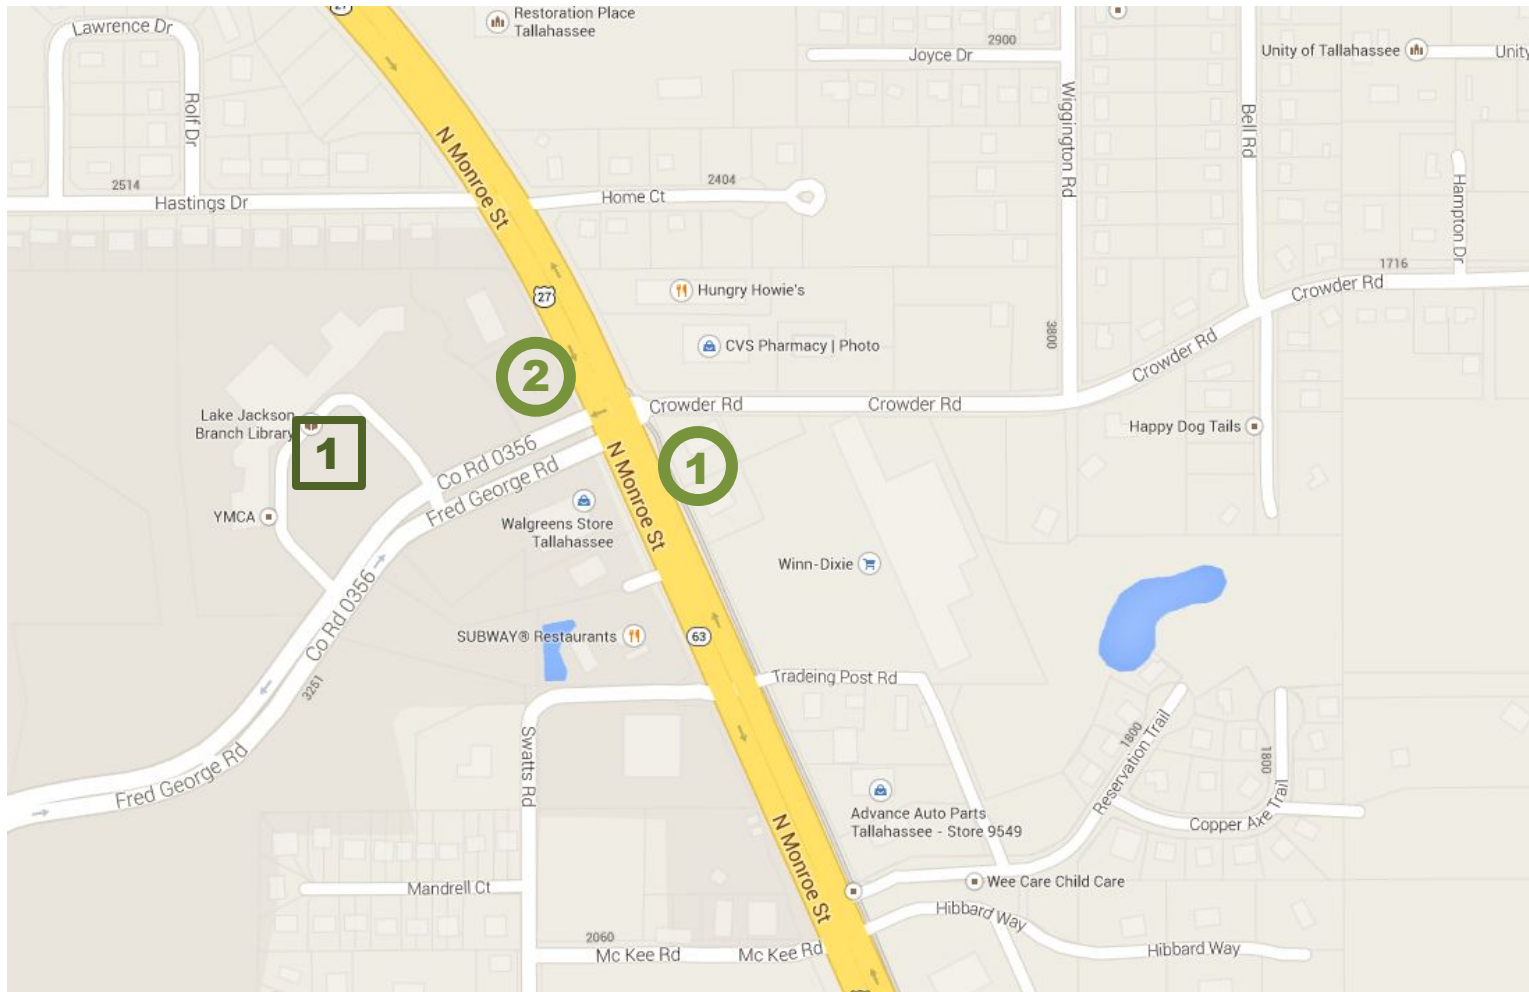 27
Lawrence Dr
Restoration Place
Tallahassee
2900
Joyce Dr
Unity of Tallahassee
Unity
Rolf Dr
N Monroe St
Wiggington Rd
Bell Rd
2514
Hastings Dr
2404
Home Ct
Hampton Dr
1716
Crowder Rd
27
Hungry Howie's
3800
CVS Pharmacy | Photo
Crowder Rd
2
Crowder Rd
Crowder Rd
Lake Jackson
Branch Library
1
Happy Dog Tails
Co Rd 0356
Fred George Rd
N Monroe St
1
YMCA
Walgreens Store
Tallahassee
Winn-Dixie
Co Rd 0356
SUBWAY® Restaurants
63
3251
Tradeing Post Rd
Swatts Rd
1800
Reservation Trail
1800
Fred George Rd
Advance Auto Parts
Tallahassee - Store 9549
Copper Axe Trail
N Monroe St
Mandrell Ct
Wee Care Child Care
Hibbard Way
2060
Mc Kee Rd
Mc Kee Rd
Hibbard Way